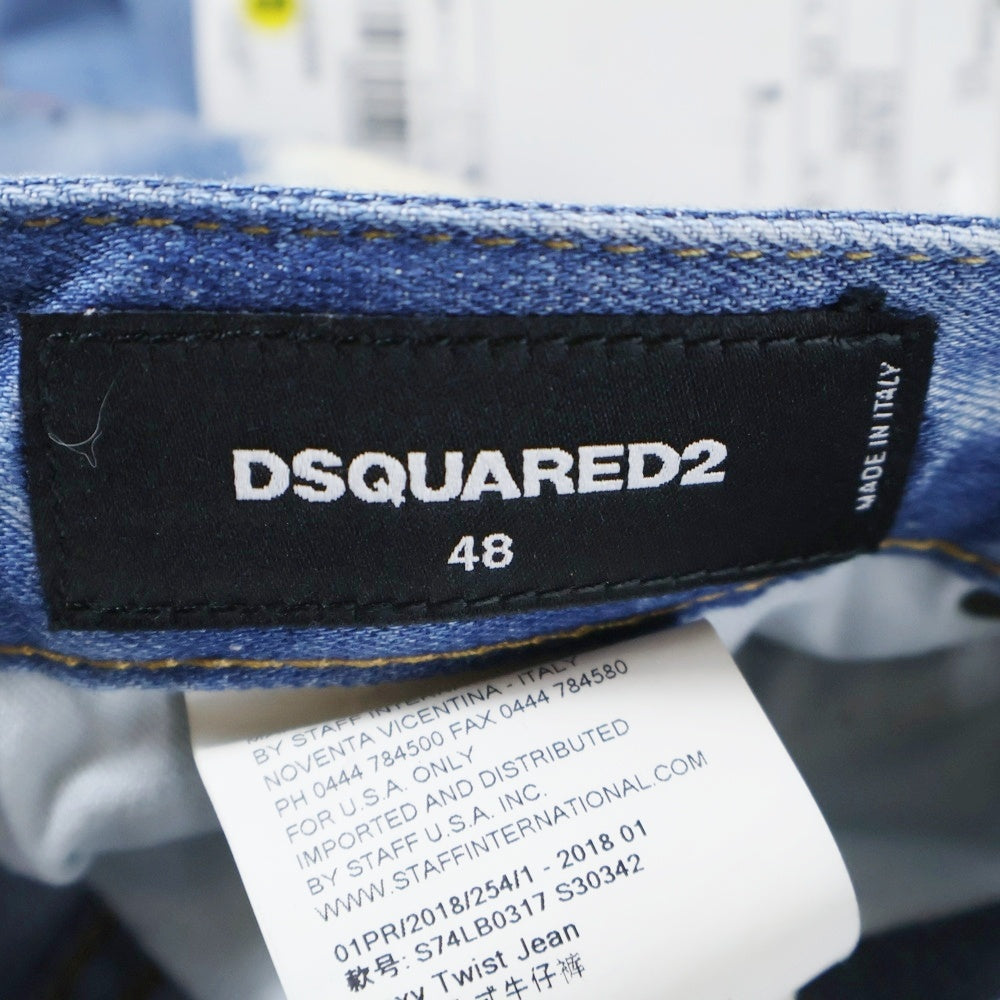 DSQUARED2
48
MADE IN ITALY
BY STAFF INTERNATIONAL
NOVENTA VICENTINA - ITALY
PH 0444 784500 FAX 0444 784580
FOR U.S.A. ONLY
IMPORTED AND DISTRIBUTED
BY STAFF U.S.A. INC.
WWW.STAFFINTERNATIONAL.COM
01PR/2018/254/1 - 2018 01
款号: S74LB0317 S30342
Twist Jean
牛仔裤